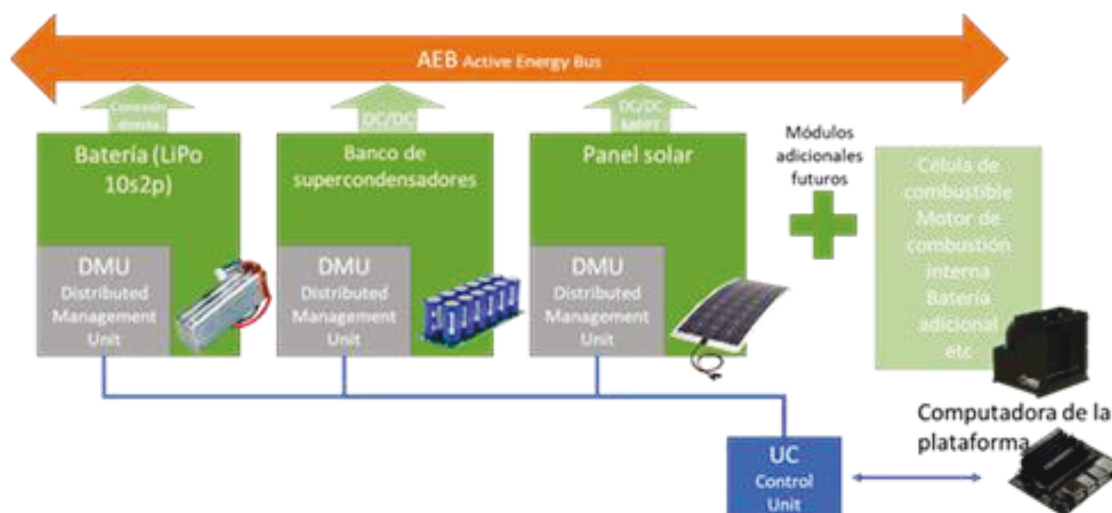 AEB Active Energy Bus
Conexión
directa
DC/DC
DC/DC
MPPT
Batería (LiPo
10s2p)
Banco de
supercondensadores
Panel solar
Módulos
adicionales
futuros
Célula de
combustible
Motor de
combustión
interna
Batería
adicional
etc
DMU
Distributed
Management
Unit
DMU
Distributed
Management
Unit
DMU
Distributed
Management
Unit
Computadora de la
plataforma
UC
Control
Unit